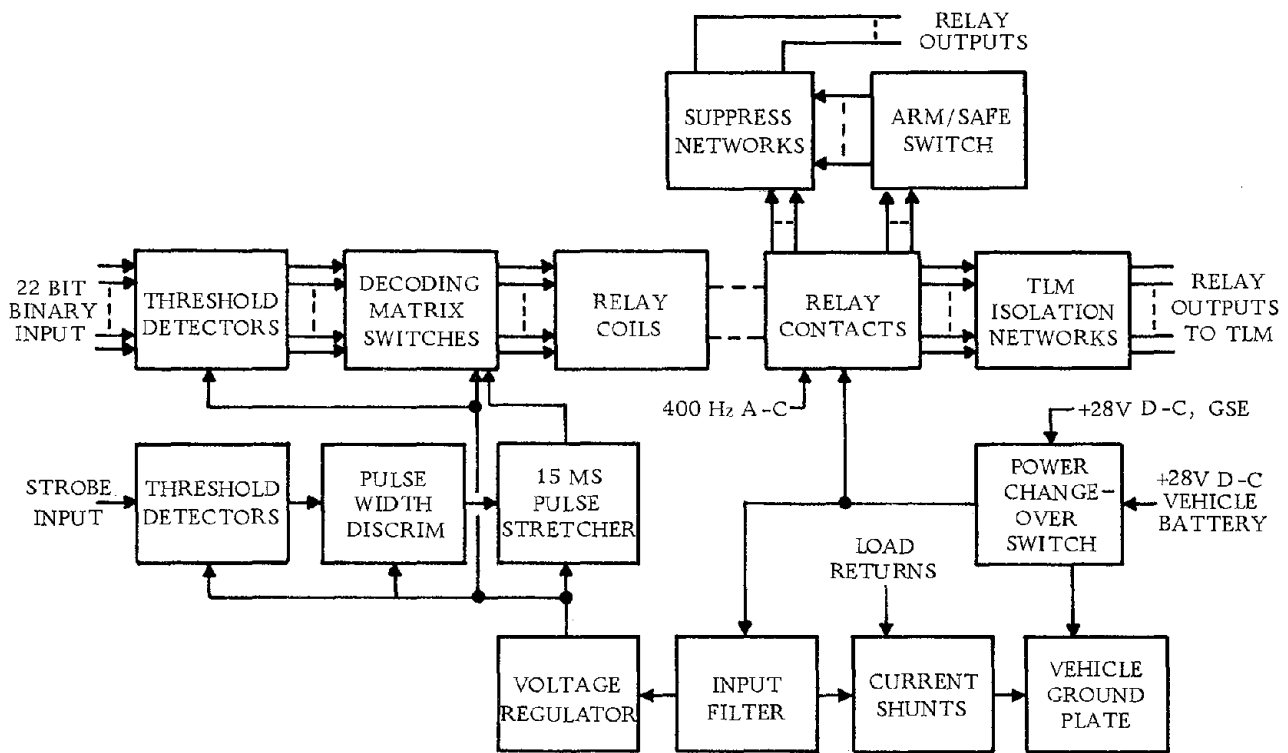 RELAY
OUTPUTS
SUPPRESS
NETWORKS
ARM/SAFE
SWITCH
22 BIT
BINARY
INPUT
THRESHOLD
DETECTORS
DECODING
MATRIX
SWITCHES
RELAY
COILS
RELAY
CONTACTS
TLM
ISOLATION
NETWORKS
RELAY
OUTPUTS
TO TLM
400 Hz A-C
+28V D-C, GSE
STROBE
INPUT
THRESHOLD
DETECTORS
PULSE
WIDTH
DISCRIM
15 MS
PULSE
STRETCHER
POWER
CHANGE-
OVER
SWITCH
+28V D-C
VEHICLE
BATTERY
LOAD
RETURNS
VOLTAGE
REGULATOR
INPUT
FILTER
CURRENT
SHUNTS
VEHICLE
GROUND
PLATE